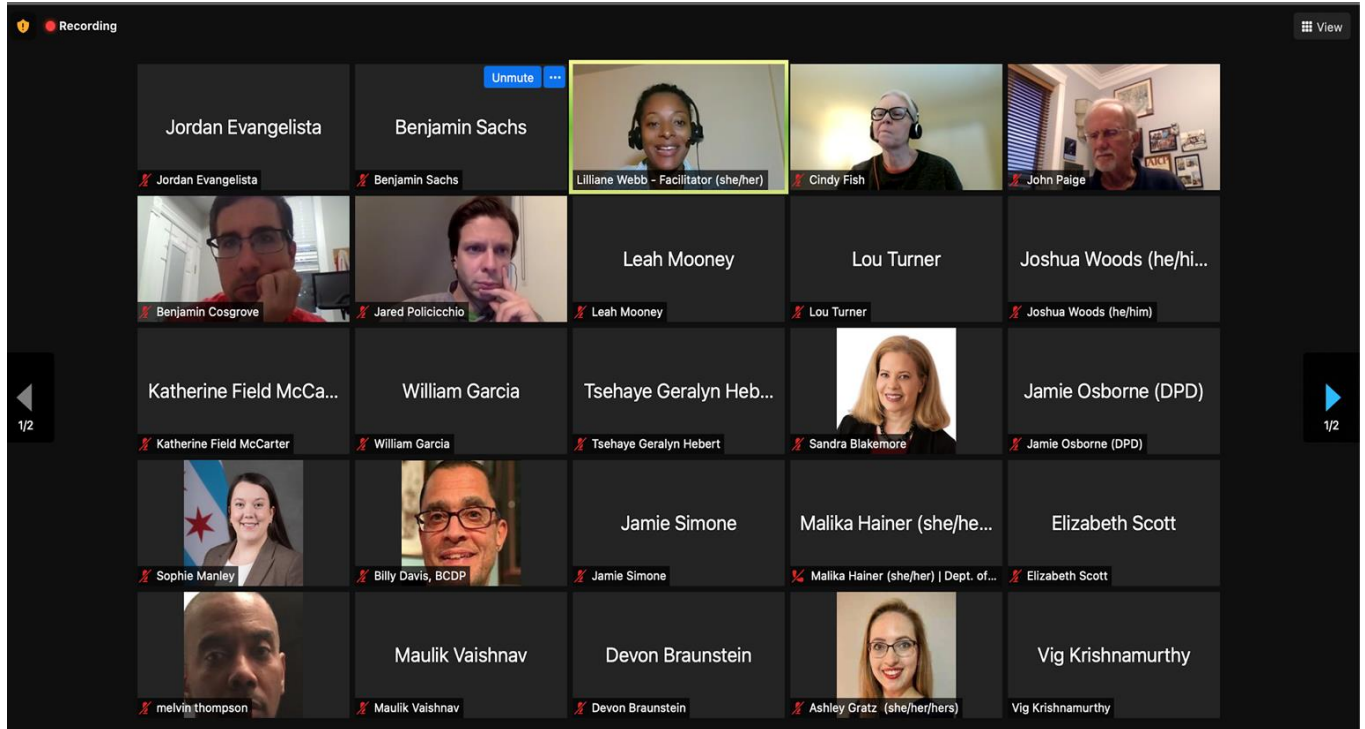 Recording
View
Jordan Evangelista
Jordan Evangelista
Unmute
Benjamin Sachs
Benjamin Sachs
Lilliane Webb - Facilitator (she/her)
Cindy Fish
AICP
John Paige
Benjamin Cosgrove
Jared Policicchio
Leah Mooney
Leah Mooney
Lou Turner
Lou Turner
Joshua Woods (he/hi...
Joshua Woods (he/him)
Katherine Field McCa...
Katherine Field McCarter
William Garcia
William Garcia
Tsehaye Geralyn Heb...
Tsehaye Geralyn Hebert
Sandra Blakemore
Jamie Osborne (DPD)
Jamie Osborne (DPD)
1/2
1/2
Sophie Manley
Billy Davis, BCDP
Jamie Simone
Jamie Simone
Malika Hainer (she/he...
Malika Hainer (she/her) | Dept. of...
Elizabeth Scott
Elizabeth Scott
melvin thompson
Maulik Vaishnav
Maulik Vaishnav
Devon Braunstein
Devon Braunstein
Ashley Gratz (she/her/hers)
Vig Krishnamurthy
Vig Krishnamurthy